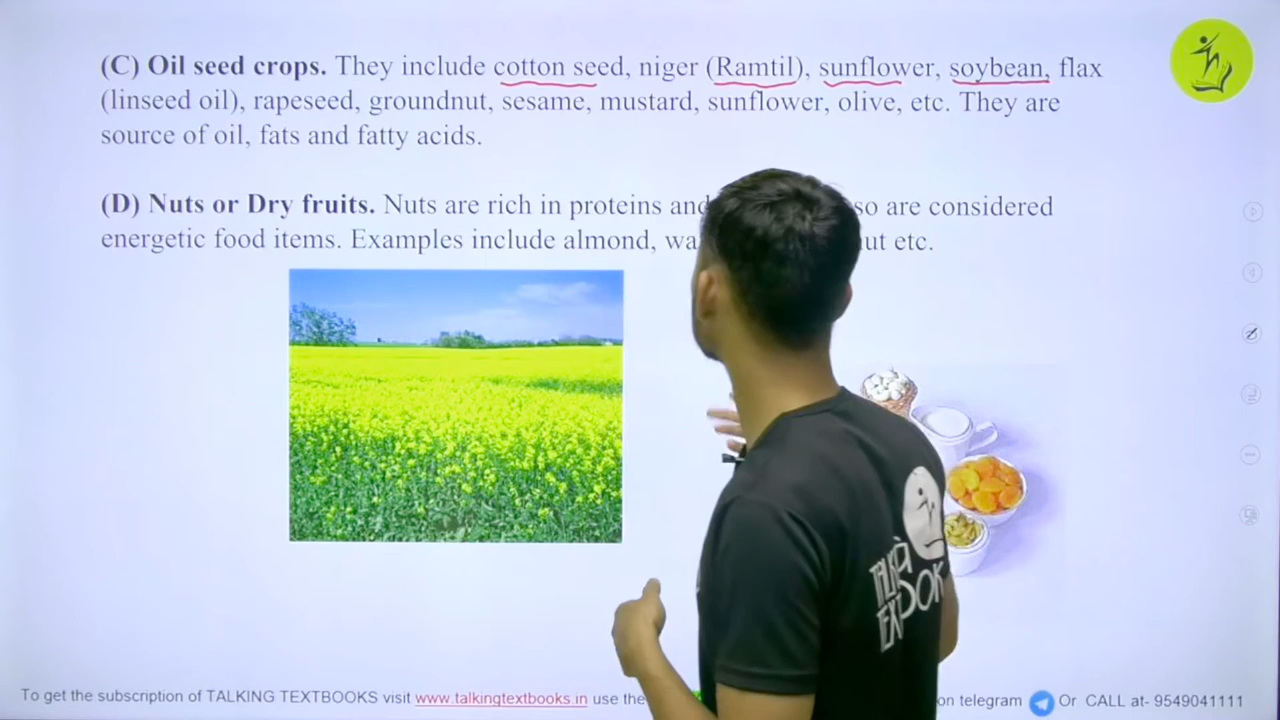 (C) Oil seed crops. They include cotton seed, niger (Ramtil), sunflower, soybean, flax
(linseed oil), rapeseed, groundnut, sesame, mustard, sunflower, olive, etc. They are
source of oil, fats and fatty acids.
(D) Nuts or Dry fruits. Nuts are rich in proteins and so are considered
energetic food items. Examples include almond, etc.
To get the subscription of TALKING TEXTBOOKS visit www.talkingtextbooks.in use the on telegram Or CALL at- 9549041111